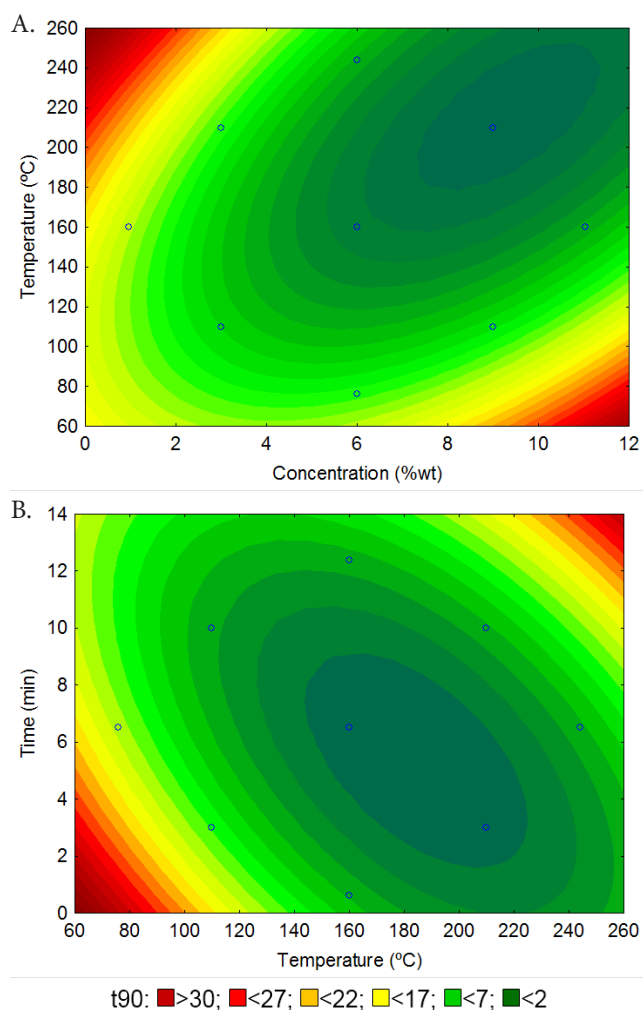 A.
260
240
220
200
180
160
140
120
100
80
60
Temperature (ºC)
0 2 4 6 8 10 12
Concentration (%wt)
B.
14
12
10
8
6
4
2
0
Time (min)
60 80 100 120 140 160 180 200 220 240 260
Temperature (ºC)
t90: >30; <27; <22; <17; <7; <2